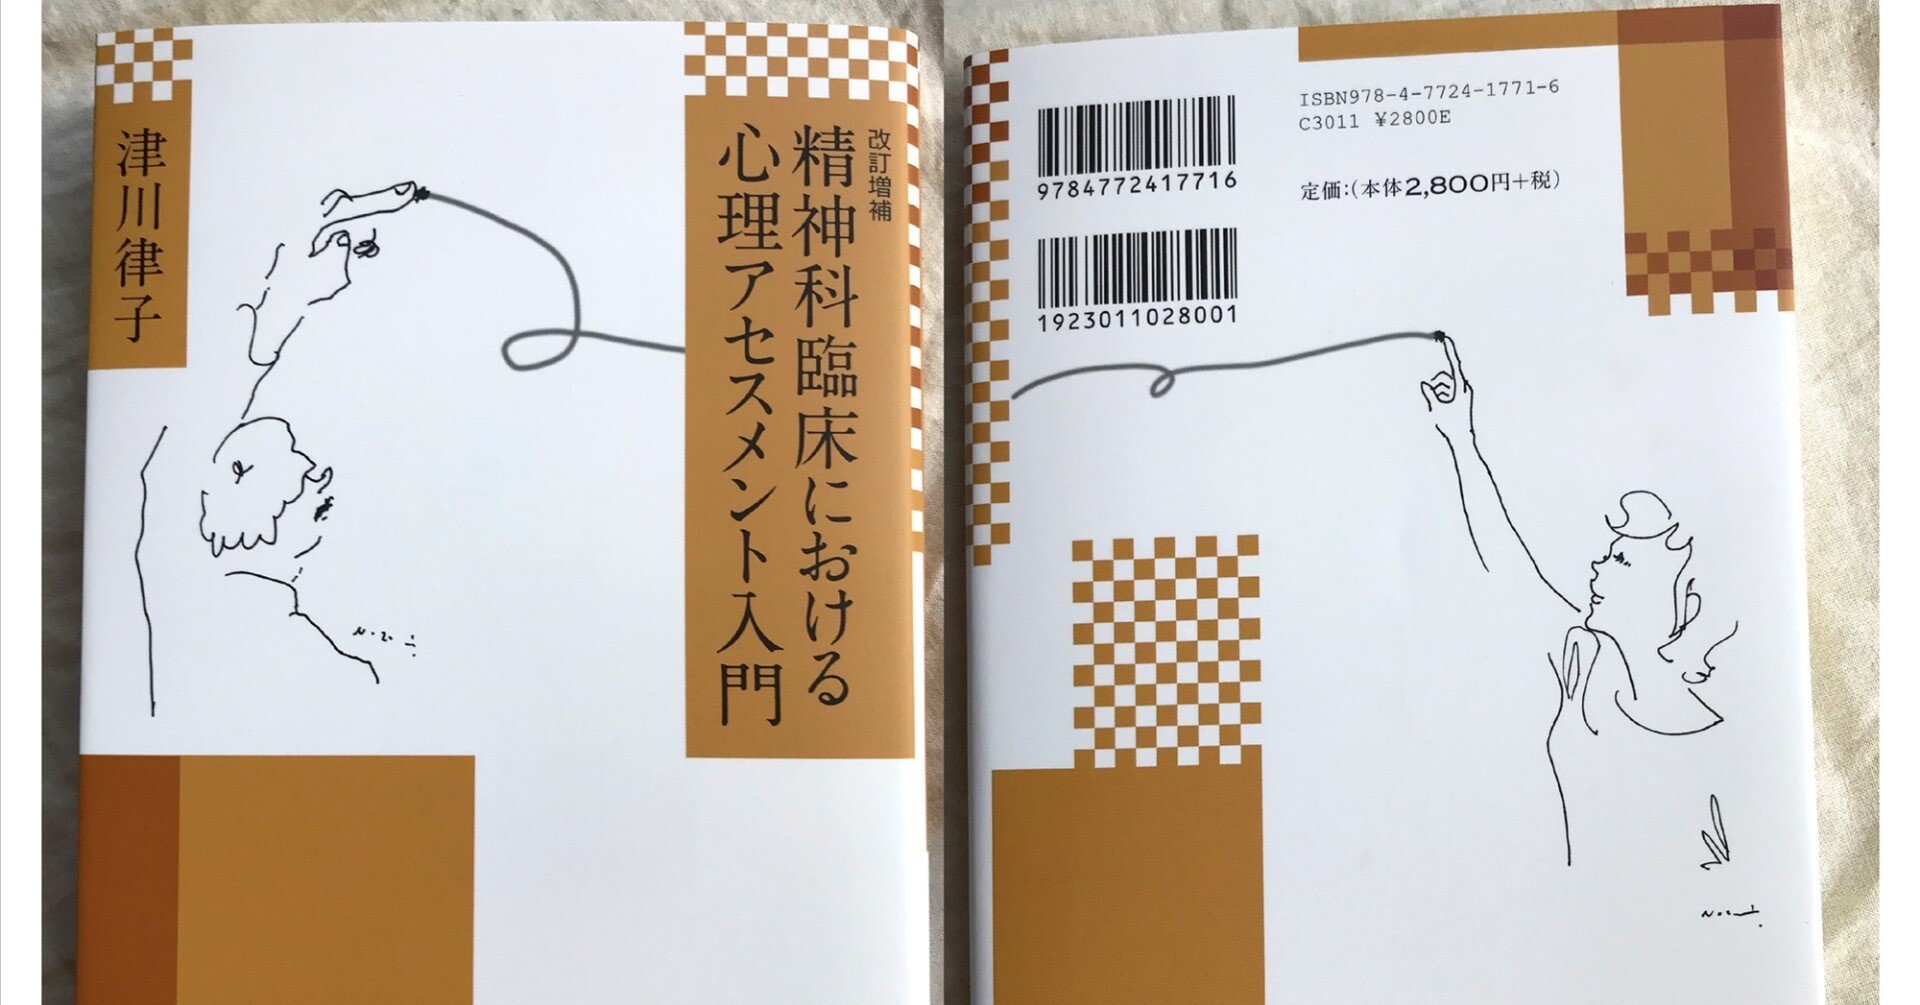 津川律子
改訂増補
精神科臨床における
心理アセスメント入門
ISBN978-4-7724-1771-6
C3011 ¥2800E
9784772417716
定価:(本体2,800円+税)
1923011028001